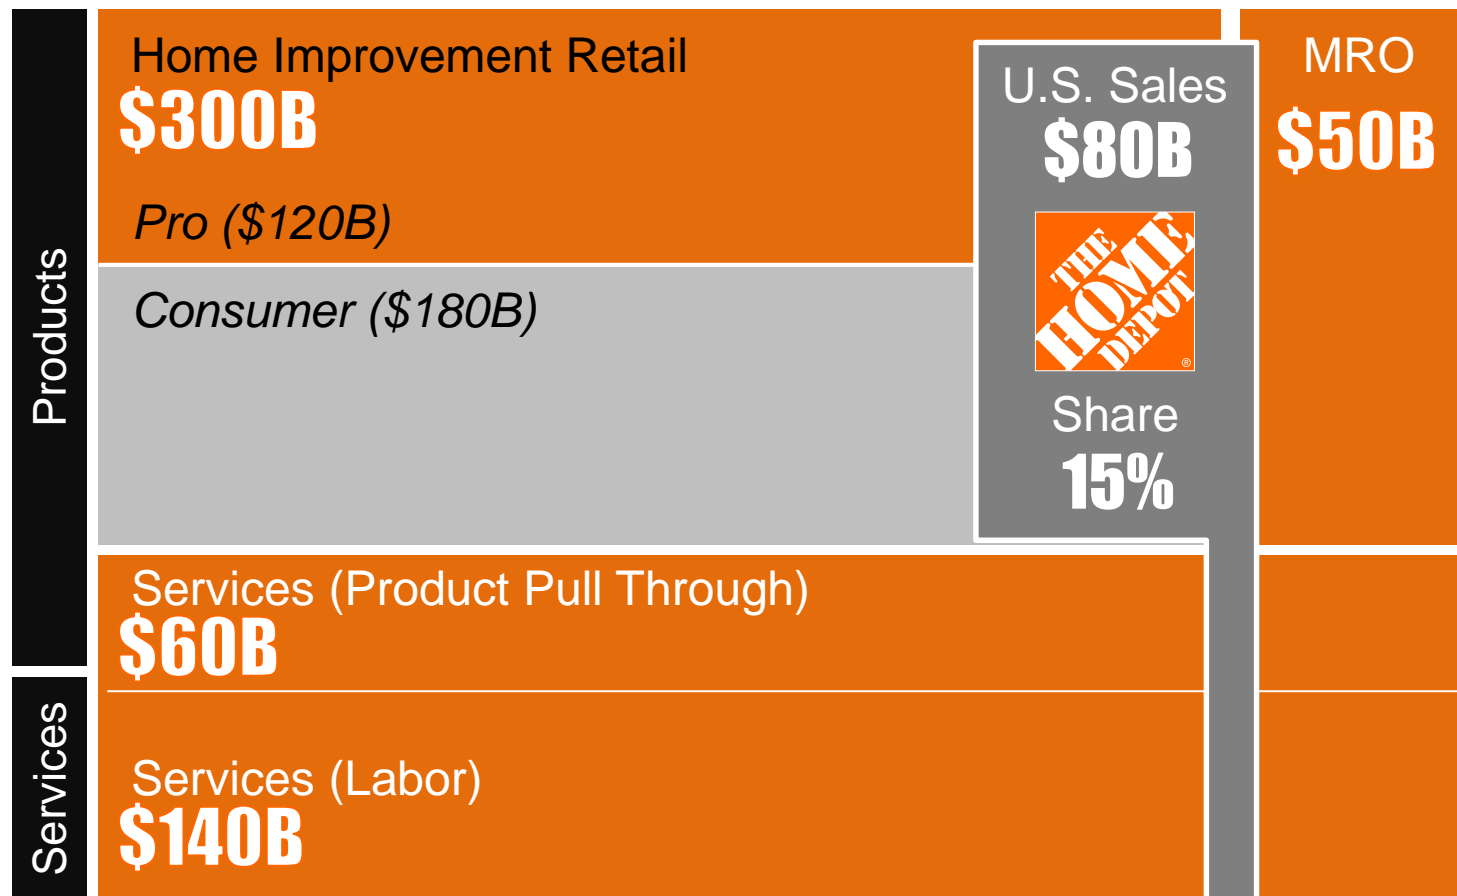 Products
Home Improvement Retail
$300B
Pro ($120B)
Consumer ($180B)
U.S. Sales
$80B
THE
HOME
DEPOT
®
Share
15%
MRO
$50B
Services (Product Pull Through)
$60B
Services
Services (Labor)
$140B